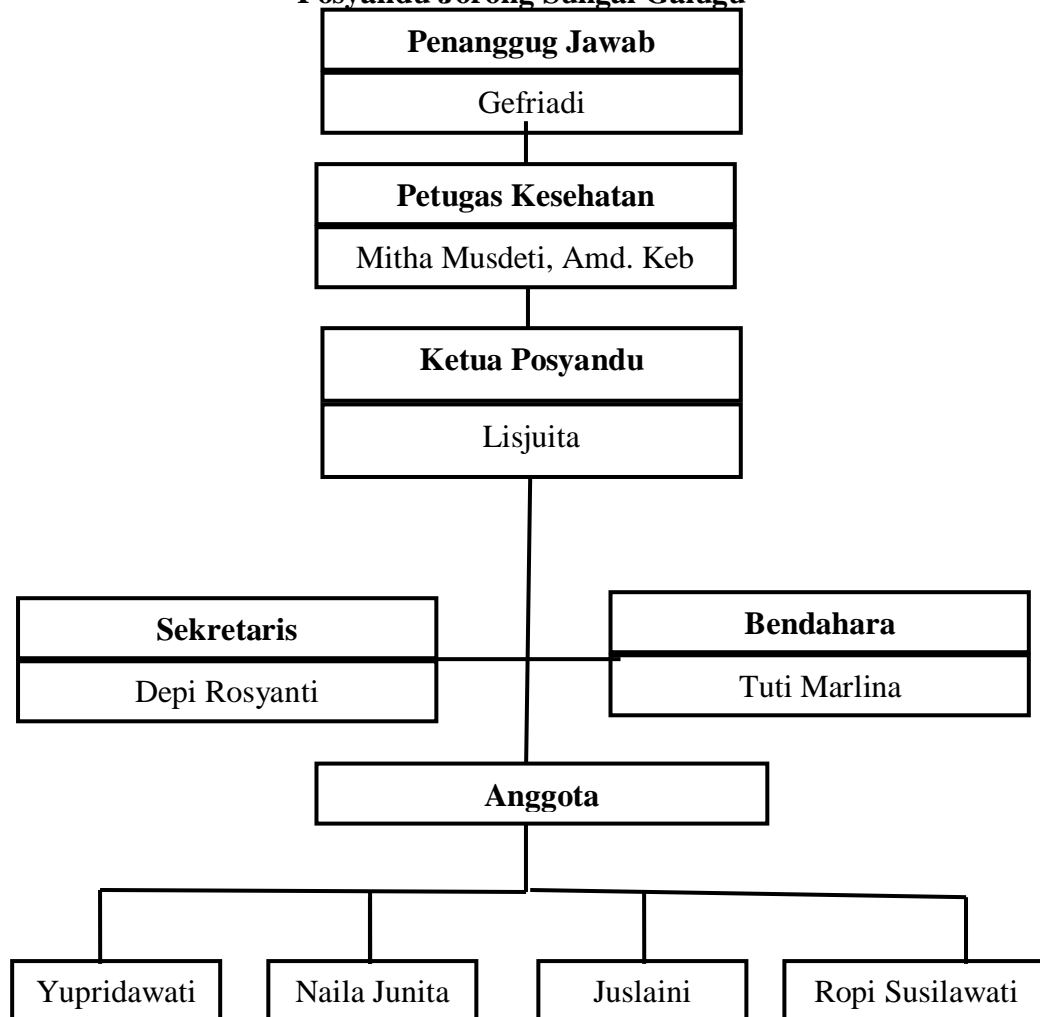 Posyandu Jorong Sungai Galugu
Penanggug Jawab
Gefriadi
Petugas Kesehatan
Mitha Musdeti, Amd. Keb
Ketua Posyandu
Lisjuita
Sekretaris
Bendahara
Depi Rosyanti
Tuti Marlina
Anggota
Yupridawati
Naila Junita
Juslaini
Ropi Susilawati